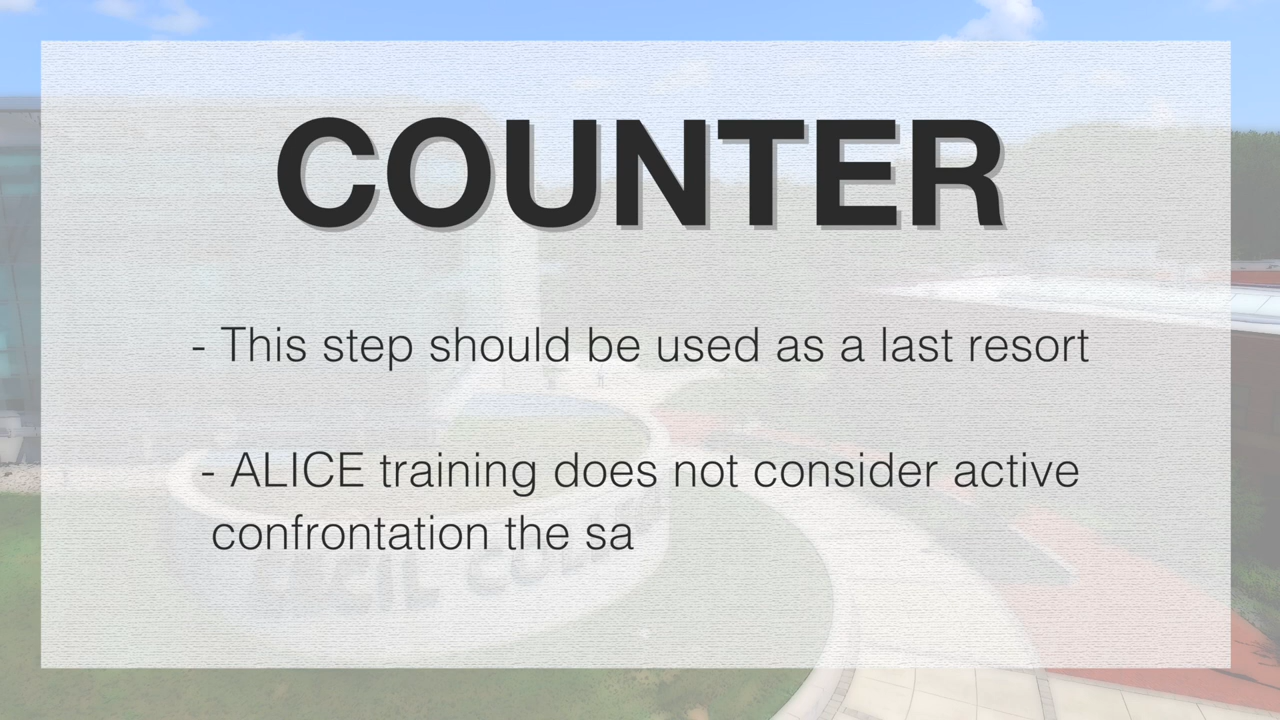 COUNTER
- This step should be used as a last resort
- ALICE training does not consider active
confrontation the sa